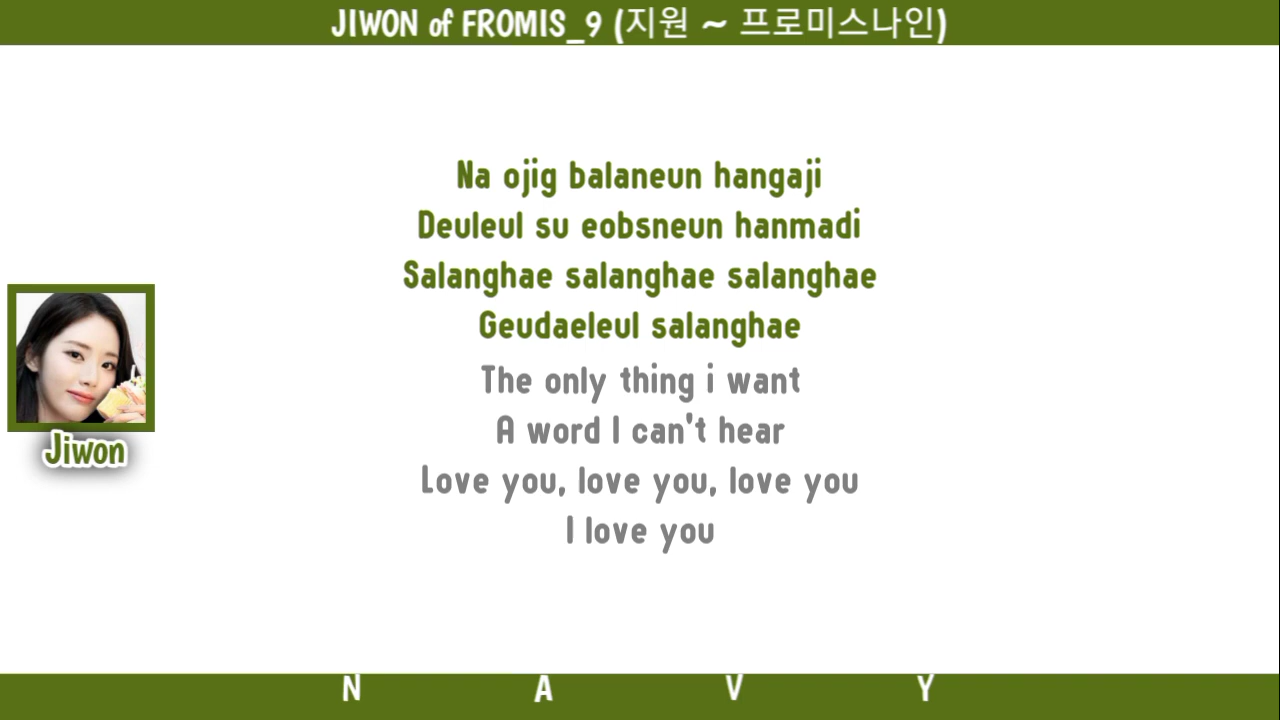 JIWON of FROMIS_9 (지원 ~ 프로미스나인)
Na ojig balaneun hangaji
Deuleul su eobsneun hanmadi
Salanghae salanghae salanghae
Geudaeleul salanghae
The only thing i want
A word I can't hear
Love you, love you, love you
I love you
Jiwon
N A V Y